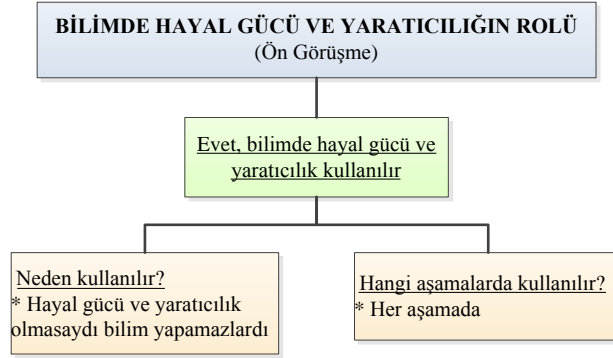 BİLİMDE HAYAL GÜCÜ VE YARATICILIĞIN ROLÜ
(Ön Görüşme)
Evet, bilimde hayal gücü ve
yaratıcılık kullanılır
Neden kullanılır?
* Hayal gücü ve yaratıcılık
olmasaydı bilim yapamazlardı
Hangi aşamalarda kullanılır?
* Her aşamada